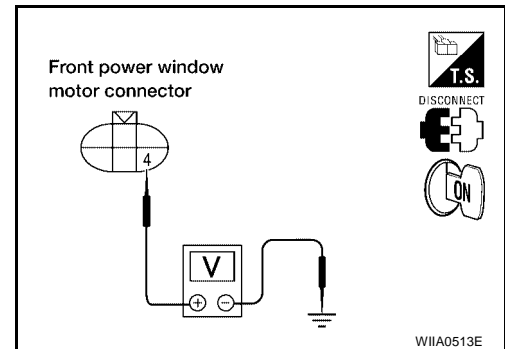 Front power window
motor connector
T.S.
DISCONNECT
4
ON
V
+ −
WIIA0513E